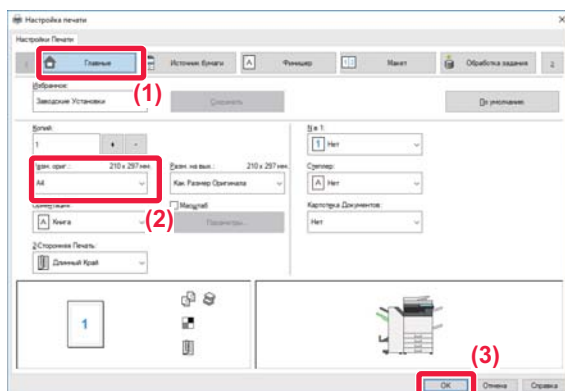 Настройка печати
Настройки Печати
Главные
Источник бумаги
Финишер
Макет
Обработка задания
Избранное:
Заводские Установки
Сохранить
По умолчанию
(1)
Копий:
1
+ -
Разм. ориг.: 210 x 297 мм.
A4
Разм. на вых.: 210 x 297 мм.
Как Размер Оригинала
(2)
Ориентация:
Книга
Масштаб
Параметры...
2-Сторонняя Печать:
Длинный Край
N в 1:
1 Нет
Степлер:
Нет
Картотека Документов:
Нет
1
(3)
OK
Отмена
Справка